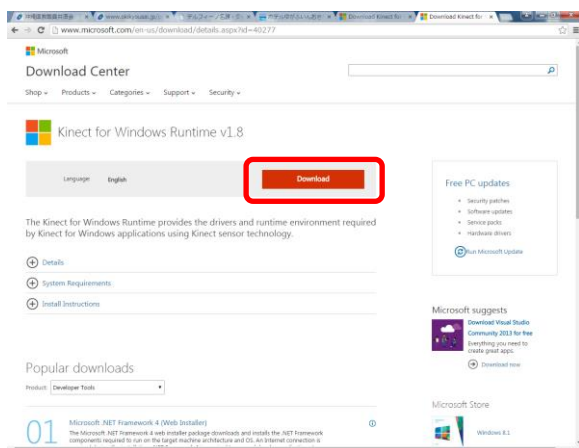 Download Kinect for
Download Kinect for
www.microsoft.com/en-us/download/details.aspx?id=40277
Microsoft
Download Center
Shop
Products
Categories
Support
Security
Kinect for Windows Runtime v1.8
Language: English
Download
The Kinect for Windows Runtime provides the drivers and runtime environment required
by Kinect for Windows applications using Kinect sensor technology.
Details
System Requirements
Install Instructions
Free PC updates
Security patches
Software updates
Service packs
Hardware drivers
Run Microsoft Update
Microsoft suggests
Download Visual Studio
Community 2013 for free
Everything you need to
create great apps.
Download now
Popular downloads
Product: Developer Tools
Microsoft Store
Windows 8.1
01
Microsoft .NET Framework 4 (Web Installer)
The Microsoft .NET Framework 4 web installer package downloads and installs the .NET Framework
components required to run on the target machine architecture and OS. An Internet connection is